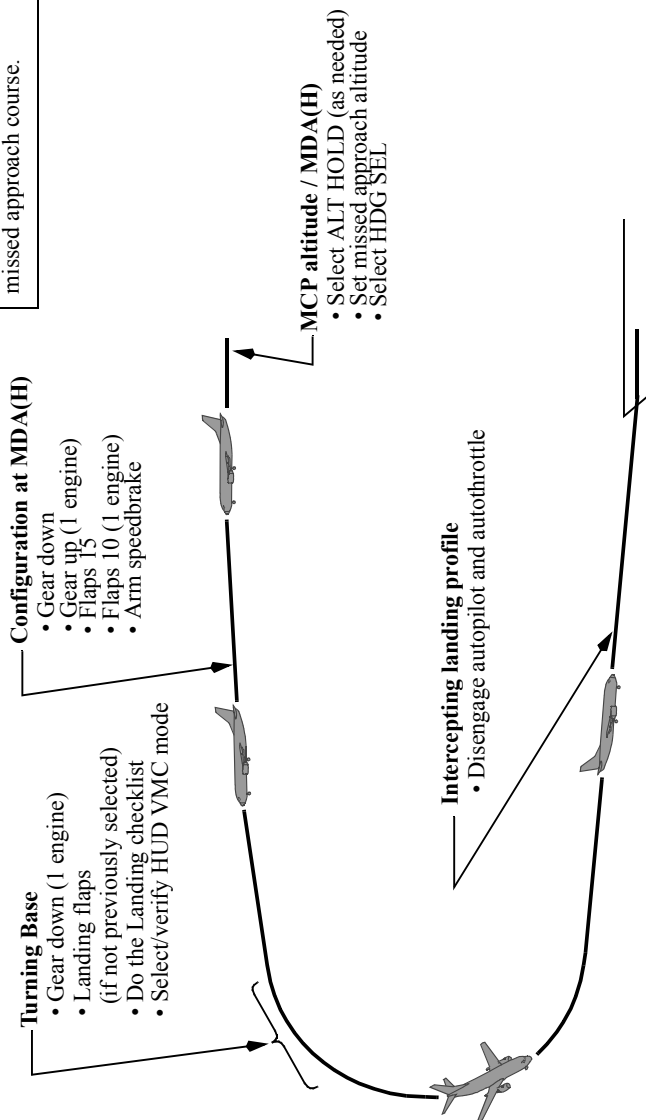 missed approach course.
Configuration at MDA(H)
• Gear down
• Gear up (1 engine)
• Flaps 15
• Flaps 10 (1 engine)
• Arm speedbrake
MCP altitude / MDA(H)
• Select ALT HOLD (as needed)
• Set missed approach altitude
• Select HDG SEL
Turning Base
• Gear down (1 engine)
• Landing flaps
(if not previously selected)
• Do the Landing checklist
• Select/verify HUD VMC mode
Intercepting landing profile
• Disengage autopilot and autothrottle